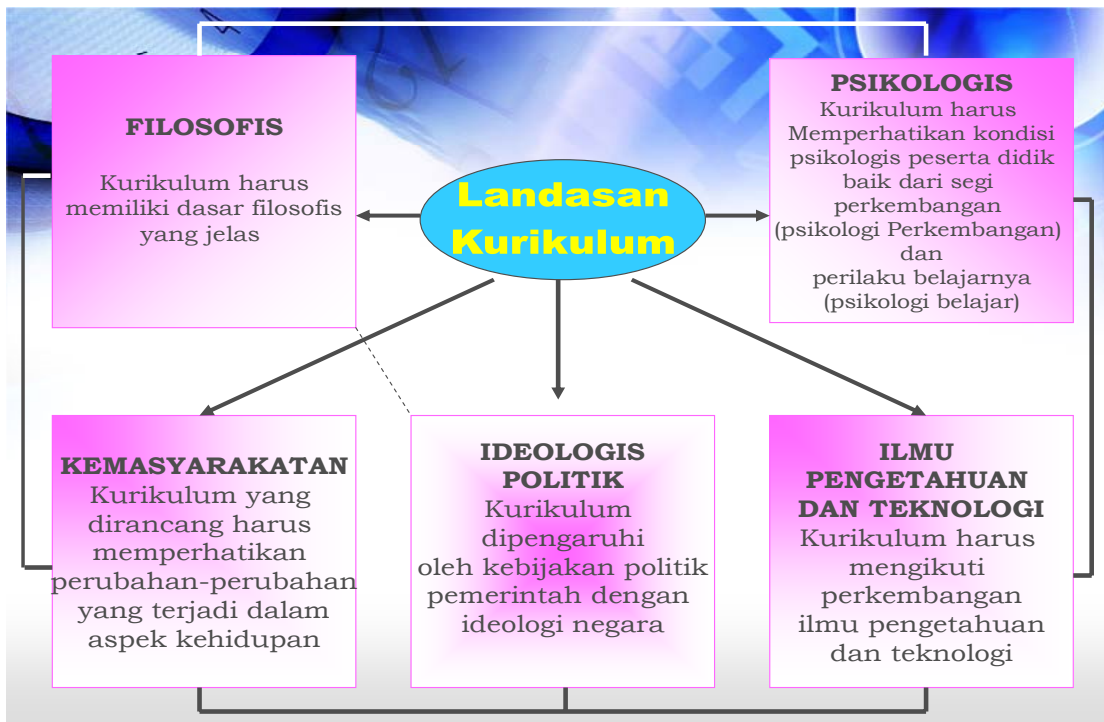 FILOSOFIS
Kurikulum harus
memiliki dasar filosofis
yang jelas
Landasan
Kurikulum
PSIKOLOGIS
Kurikulum harus
Memperhatikan kondisi
psikologis peserta didik
baik dari segi
perkembangan
(psikologi Perkembangan)
dan
perilaku belajarnya
(psikologi belajar)
KEMASYARAKATAN
Kurikulum yang
dirancang harus
memperhatikan
perubahan-perubahan
yang terjadi dalam
aspek kehidupan
IDEOLOGIS
POLITIK
Kurikulum
dipengaruhi
oleh kebijakan politik
pemerintah dengan
ideologi negara
ILMU
PENGETAHUAN
DAN TEKNOLOGI
Kurikulum harus
mengikuti
perkembangan
ilmu pengetahuan
dan teknologi